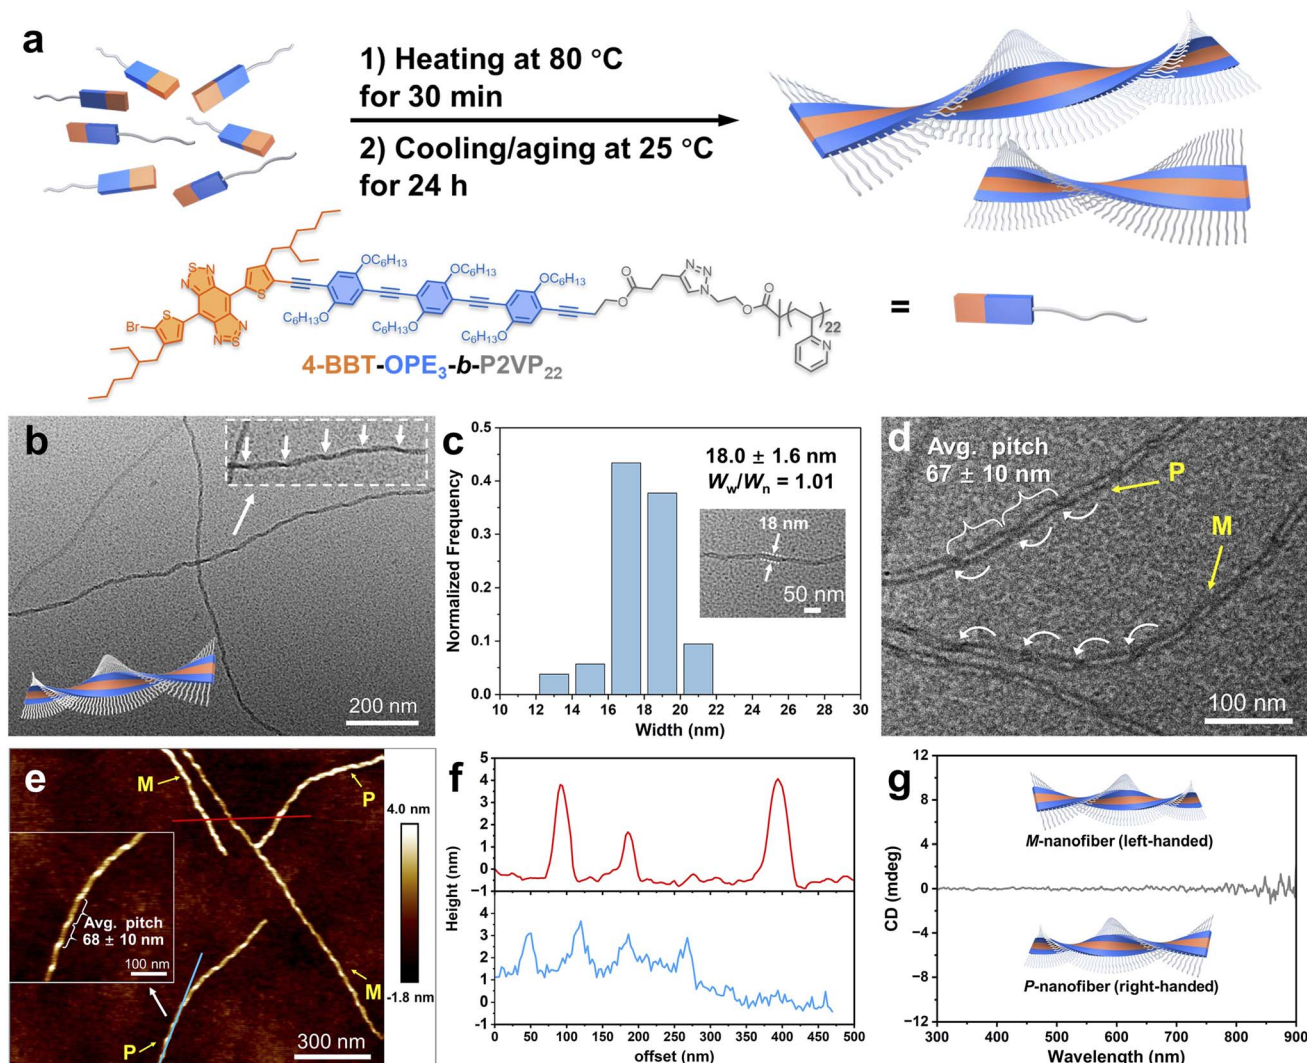 a
1) Heating at 80 °C
for 30 min
2) Cooling/aging at 25 °C
for 24 h
OC₆H₁₃ OC₆H₁₃ OC₆H₁₃
C₆H₁₃O C₆H₁₃O C₆H₁₃O
Br S N N S N N S S
O O N N N O O 22 N
4-BBT-OPE₃-b-P2VP₂₂
=
b
200 nm
c
Normalized Frequency
0.5
0.4
0.3
0.2
0.1
0.0
10 12 14 16 18 20 22 24 26 28 30
Width (nm)
18.0 ± 1.6 nm
Ww/Wn = 1.01
18 nm
50 nm
d
Avg. pitch
67 ± 10 nm
P
M
100 nm
e
M
P
4.0 nm
-1.8 nm
Avg. pitch
68 ± 10 nm
100 nm
M
P
300 nm
f
Height (nm)
5
4
3
2
1
0
−1
5
4
3
2
1
0
-1
0 50 100 150 200 250 300 350 400 450 500
offset (nm)
g
CD (mdeg)
12
8
4
0
−4
−8
−12
M-nanofiber (left-handed)
P-nanofiber (right-handed)
300 400 500 600 700 800 900
Wavelength (nm)